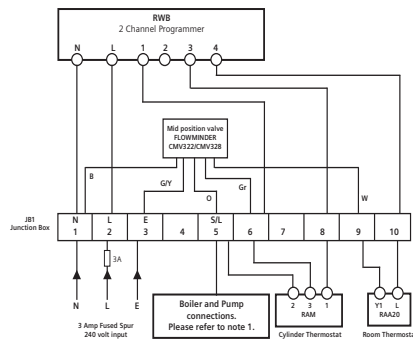 RWB
2 Channel Programmer
N L 1 2 3 4
Mid position valve
FLOWMINDER
CMV322/CMV328
B
G/Y
O
Gr
W
JB1
Junction Box
N L E S/L
1 2 3 4 5 6 7 8 9 10
3A
N L E
3 Amp Fused Spur
240 volt input
Boiler and Pump
connections.
Please refer to note 1.
2 3 1
RAM
Cylinder Thermostat
Y1 L
RAA20
Room Thermostat